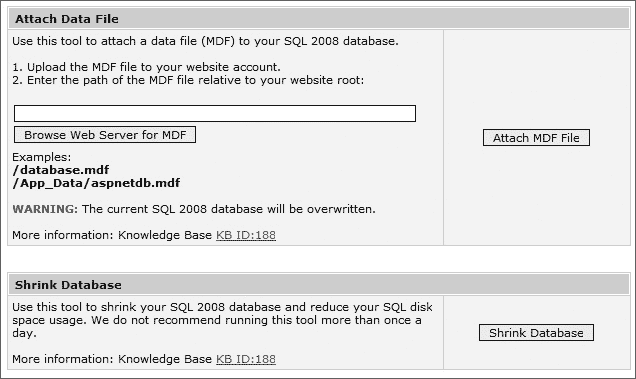 Attach Data File
Use this tool to attach a data file (MDF) to your SQL 2008 database.
1. Upload the MDF file to your website account.
2. Enter the path of the MDF file relative to your website root:
Browse Web Server for MDF
Examples:
/database.mdf
/App_Data/aspnetdb.mdf
WARNING: The current SQL 2008 database will be overwritten.
More information: Knowledge Base KB ID:188
Attach MDF File
Shrink Database
Use this tool to shrink your SQL 2008 database and reduce your SQL disk
space usage. We do not recommend running this tool more than once a
day.
More information: Knowledge Base KB ID:188
Shrink Database